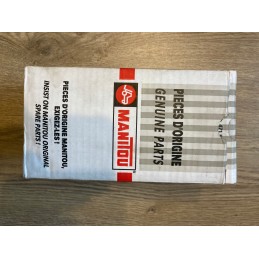 PIECES D'ORIGINE
GENUINE PARTS
MANITOU
PIECES D'ORIGINE MANITOU,
EXIGEZ-LES !
INSIST ON MANITOU ORIGINAL
SPARE PARTS !